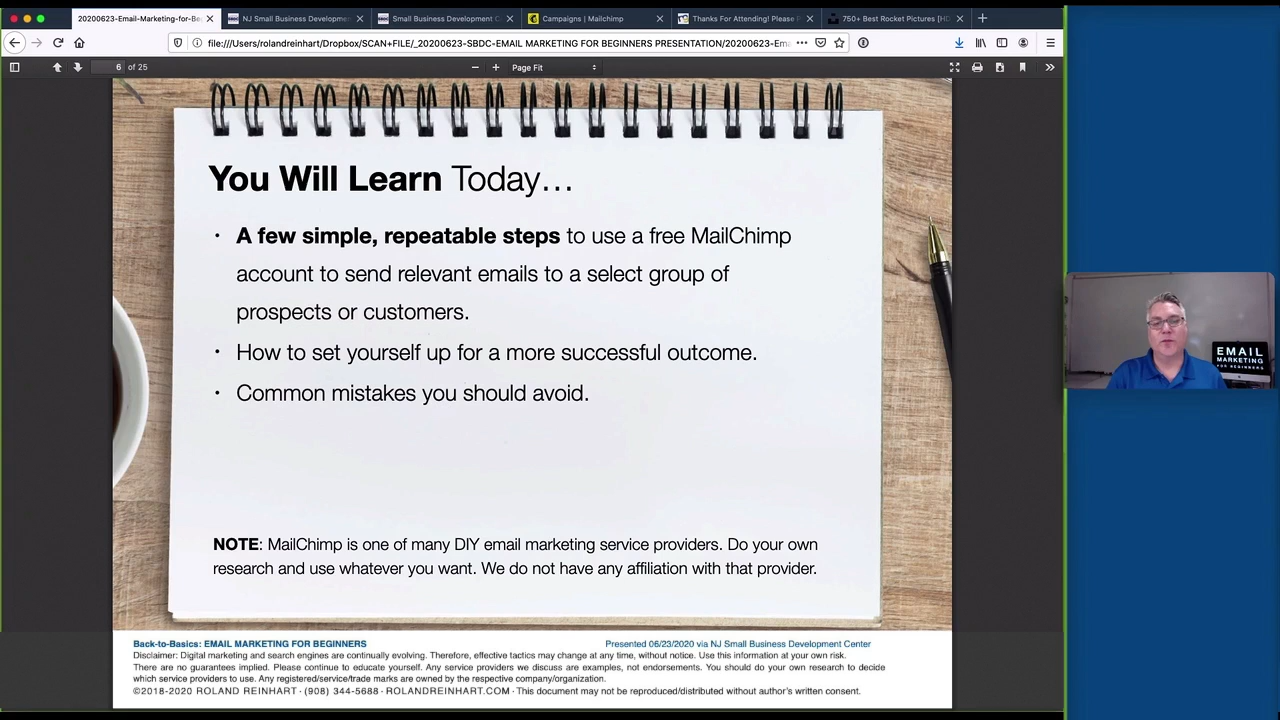 20200623-Email-Marketing-for-Be
NJ Small Business Developmen
Small Business Development C
Campaigns | Mailchimp
Thanks For Attending! Please R
750+ Best Rocket Pictures [HD
file:///Users/rolandreinhart/Dropbox/SCAN+FILE/_20200623-SBDC-EMAIL MARKETING FOR BEGINNERS PRESENTATION/20200623-Ema
6 of 25
Page Fit
You Will Learn Today…
• A few simple, repeatable steps to use a free MailChimp
account to send relevant emails to a select group of
prospects or customers.
• How to set yourself up for a more successful outcome.
• Common mistakes you should avoid.
NOTE: MailChimp is one of many DIY email marketing service providers. Do your own
research and use whatever you want. We do not have any affiliation with that provider.
EMAIL
MARKETING
FOR BEGINNERS
Back-to-Basics: EMAIL MARKETING FOR BEGINNERS
Presented 06/23/2020 via NJ Small Business Development Center
Disclaimer: Digital marketing and search engines are continually evolving. Therefore, effective tactics may change at any time, without notice. Use this information at your own risk.
There are no guarantees implied. Please continue to educate yourself. Any service providers we discuss are examples, not endorsements. You should do your own research to decide
which service providers to use. Any registered/service/trade marks are owned by the respective company/organization.
©2018-2020 ROLAND REINHART · (908) 344-5688 · ROLANDREINHART.COM · This document may not be reproduced/distributed without author's written consent.